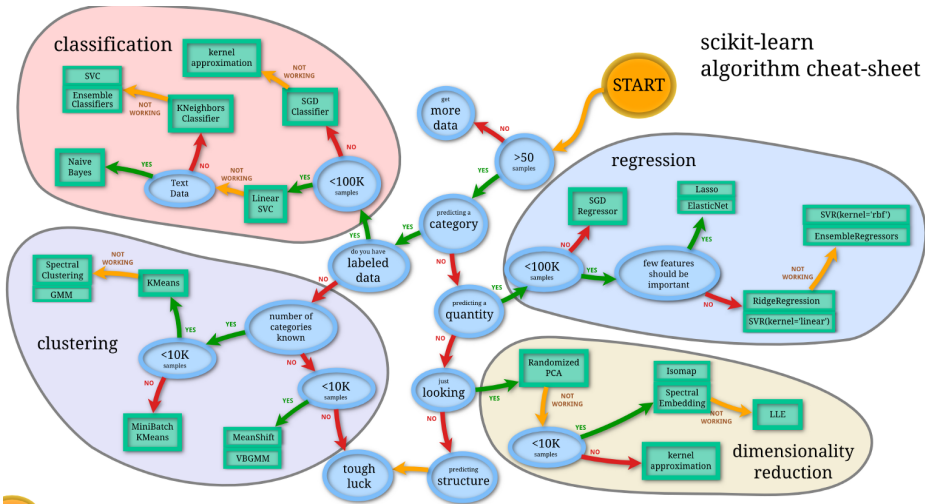 scikit-learn
algorithm cheat-sheet
START
get
more
data
NO
>50
samples
YES
predicting a
category
YES
NO
do you have
labeled
data
YES
NO
predicting a
quantity
YES
NO
just
looking
YES
NO
predicting
structure
tough
luck
classification
kernel
approximation
NOT
WORKING
SGD
Classifier
NO
<100K
samples
YES
Linear
SVC
NOT
WORKING
Text
Data
YES
Naive
Bayes
NO
KNeighbors
Classifier
NOT
WORKING
SVC
Ensemble
Classifiers
regression
<100K
samples
NO
SGD
Regressor
YES
few features
should be
important
YES
Lasso
ElasticNet
NO
RidgeRegression
SVR(kernel='linear')
NOT
WORKING
SVR(kernel='rbf')
EnsembleRegressors
clustering
number of
categories
known
YES
NO
<10K
samples
YES
KMeans
NOT
WORKING
Spectral
Clustering
GMM
NO
MiniBatch
KMeans
<10K
samples
YES
MeanShift
VBGMM
NO
dimensionality
reduction
Randomized
PCA
NOT
WORKING
<10K
samples
YES
Isomap
Spectral
Embedding
NOT
WORKING
LLE
NO
kernel
approximation